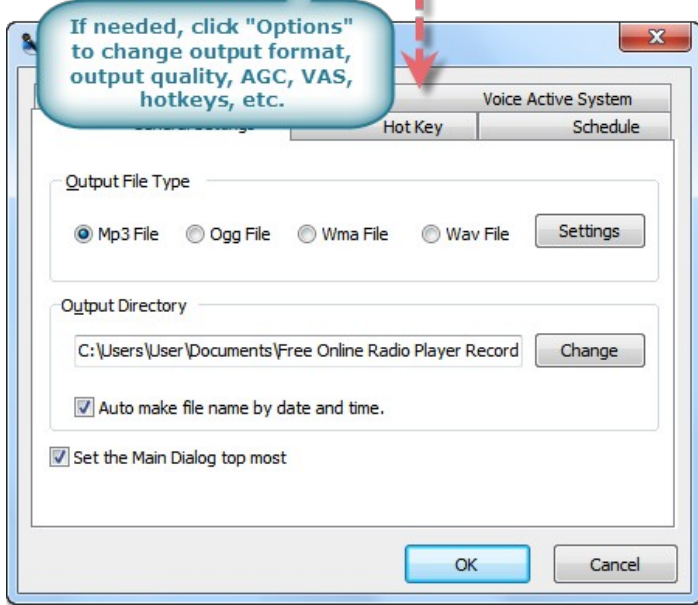 If needed, click "Options"
to change output format,
output quality, AGC, VAS,
hotkeys, etc.
Voice Active System
General Settings
Hot Key
Schedule
Output File Type
Mp3 File
Ogg File
Wma File
Wav File
Settings
Output Directory
C:\Users\User\Documents\Free Online Radio Player Record
Change
Auto make file name by date and time.
Set the Main Dialog top most
OK
Cancel